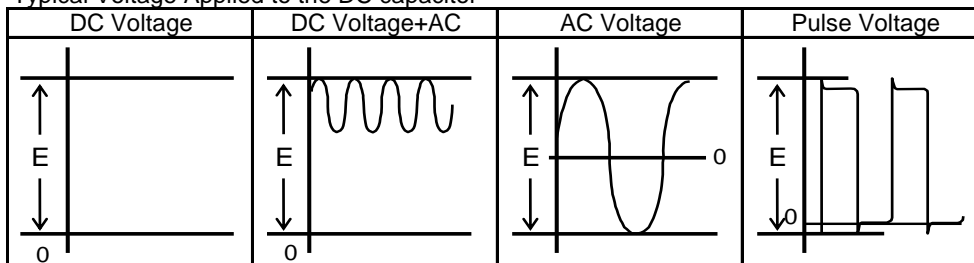 Typical Voltage Applied to the DC capacitor
DC Voltage DC Voltage+AC AC Voltage Pulse Voltage
E E E 0 E
0
0 0